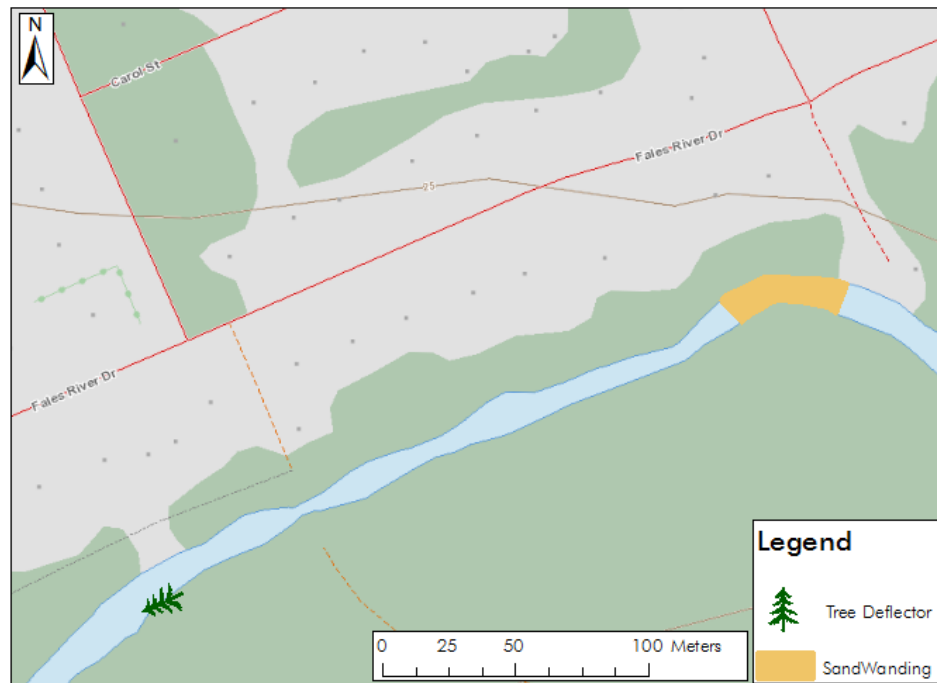 N
Carol St
Fales River Dr
25
Fales River Dr
Legend
Tree Deflector
SandWanding
0 25 50 100 Meters